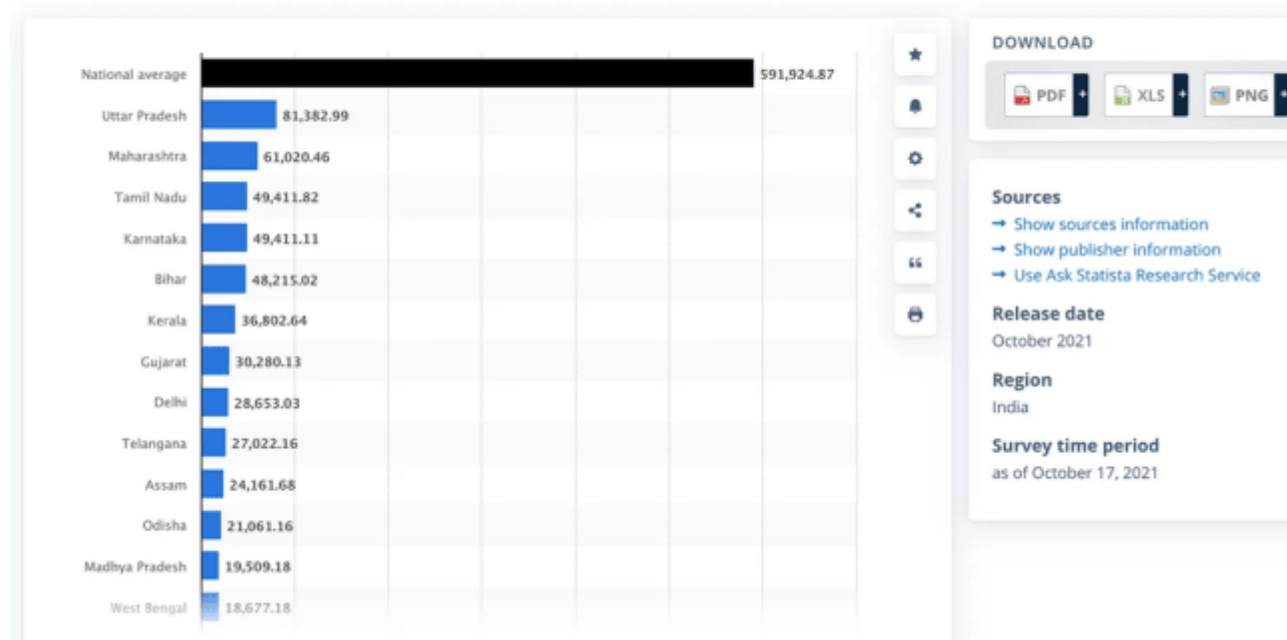 National average 591,924.87
Uttar Pradesh 81,382.99
Maharashtra 61,020.46
Tamil Nadu 49,411.82
Karnataka 49,411.11
Bihar 48,215.02
Kerala 36,802.64
Gujarat 30,280.13
Delhi 28,653.03
Telangana 27,022.16
Assam 24,161.68
Odisha 21,061.16
Madhya Pradesh 19,509.18
West Bengal 18,677.18
DOWNLOAD
PDF + XLS + PNG +
Sources
→ Show sources information
→ Show publisher information
→ Use Ask Statista Research Service
Release date
October 2021
Region
India
Survey time period
as of October 17, 2021